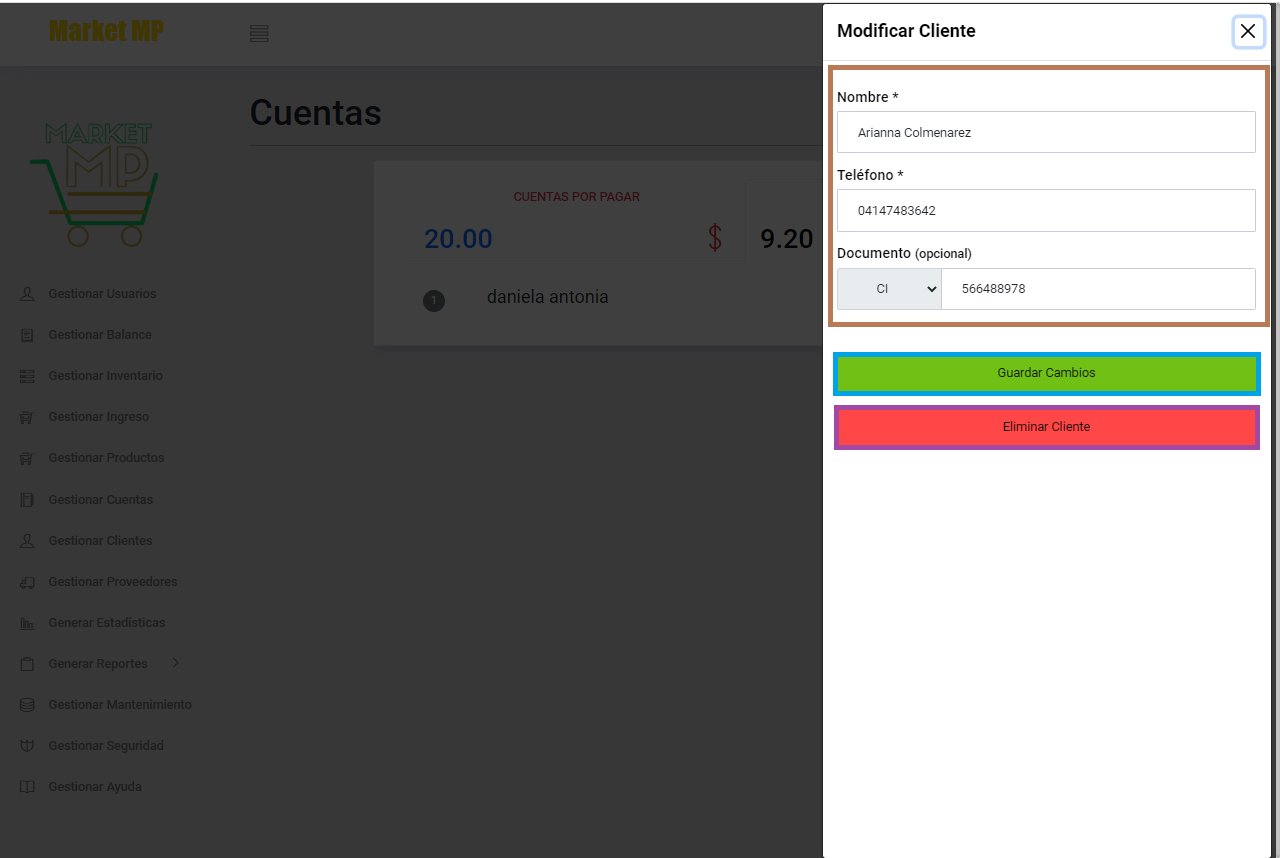 Market MP
Modificar Cliente
MARKET
MP
Cuentas
CUENTAS POR PAGAR
20.00 $ 9.20
1 daniela antonia
Gestionar Usuarios
Gestionar Balance
Gestionar Inventario
Gestionar Ingreso
Gestionar Productos
Gestionar Cuentas
Gestionar Clientes
Gestionar Proveedores
Generar Estadísticas
Generar Reportes
Gestionar Mantenimiento
Gestionar Seguridad
Gestionar Ayuda
Nombre *
Arianna Colmenarez
Teléfono *
04147483642
Documento (opcional)
CI 566488978
Guardar Cambios
Eliminar Cliente